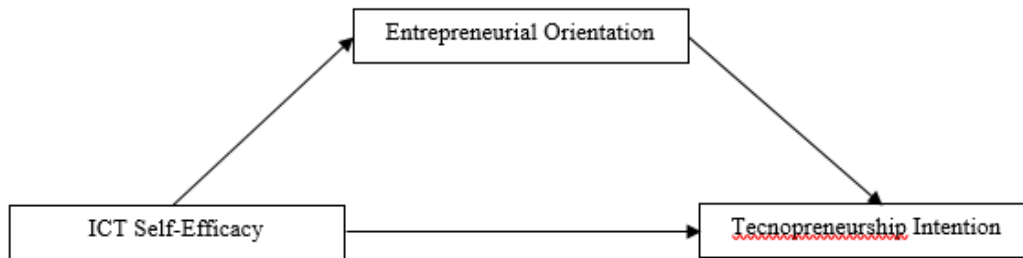 Entrepreneurial Orientation
ICT Self-Efficacy
Tecnopreneurship Intention